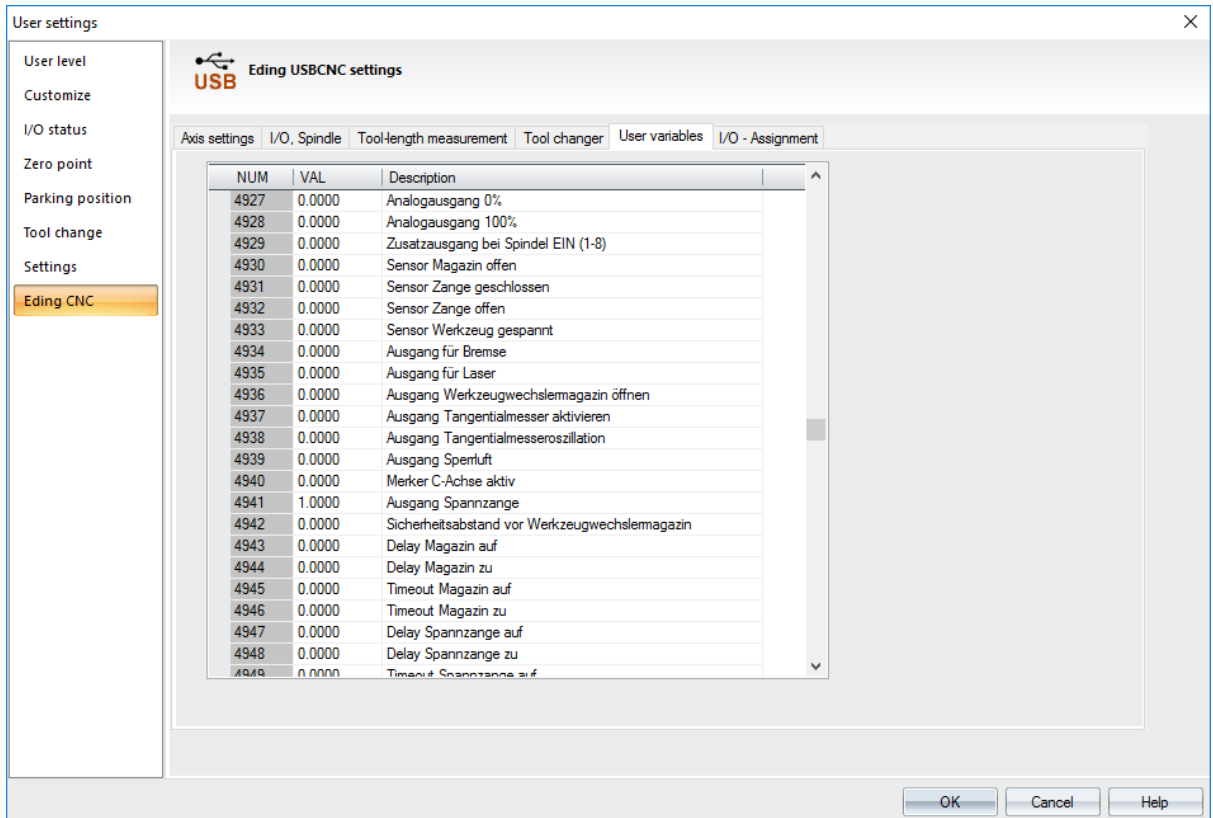 User settings
User level
Customize
I/O status
Zero point
Parking position
Tool change
Settings
Eding CNC
USB Eding USBCNC settings
Axis settings I/O, Spindle Tool-length measurement Tool changer User variables I/O - Assignment
NUM VAL Description
4927 0.0000 Analogausgang 0%
4928 0.0000 Analogausgang 100%
4929 0.0000 Zusatzausgang bei Spindel EIN (1-8)
4930 0.0000 Sensor Magazin offen
4931 0.0000 Sensor Zange geschlossen
4932 0.0000 Sensor Zange offen
4933 0.0000 Sensor Werkzeug gespannt
4934 0.0000 Ausgang für Bremse
4935 0.0000 Ausgang für Laser
4936 0.0000 Ausgang Werkzeugwechslermagazin öffnen
4937 0.0000 Ausgang Tangentialmesser aktivieren
4938 0.0000 Ausgang Tangentialmesseroszillation
4939 0.0000 Ausgang Sperrluft
4940 0.0000 Merker C-Achse aktiv
4941 1.0000 Ausgang Spannzange
4942 0.0000 Sicherheitsabstand vor Werkzeugwechslermagazin
4943 0.0000 Delay Magazin auf
4944 0.0000 Delay Magazin zu
4945 0.0000 Timeout Magazin auf
4946 0.0000 Timeout Magazin zu
4947 0.0000 Delay Spannzange auf
4948 0.0000 Delay Spannzange zu
4949 0.0000 Timeout Spannzange auf
OK Cancel Help